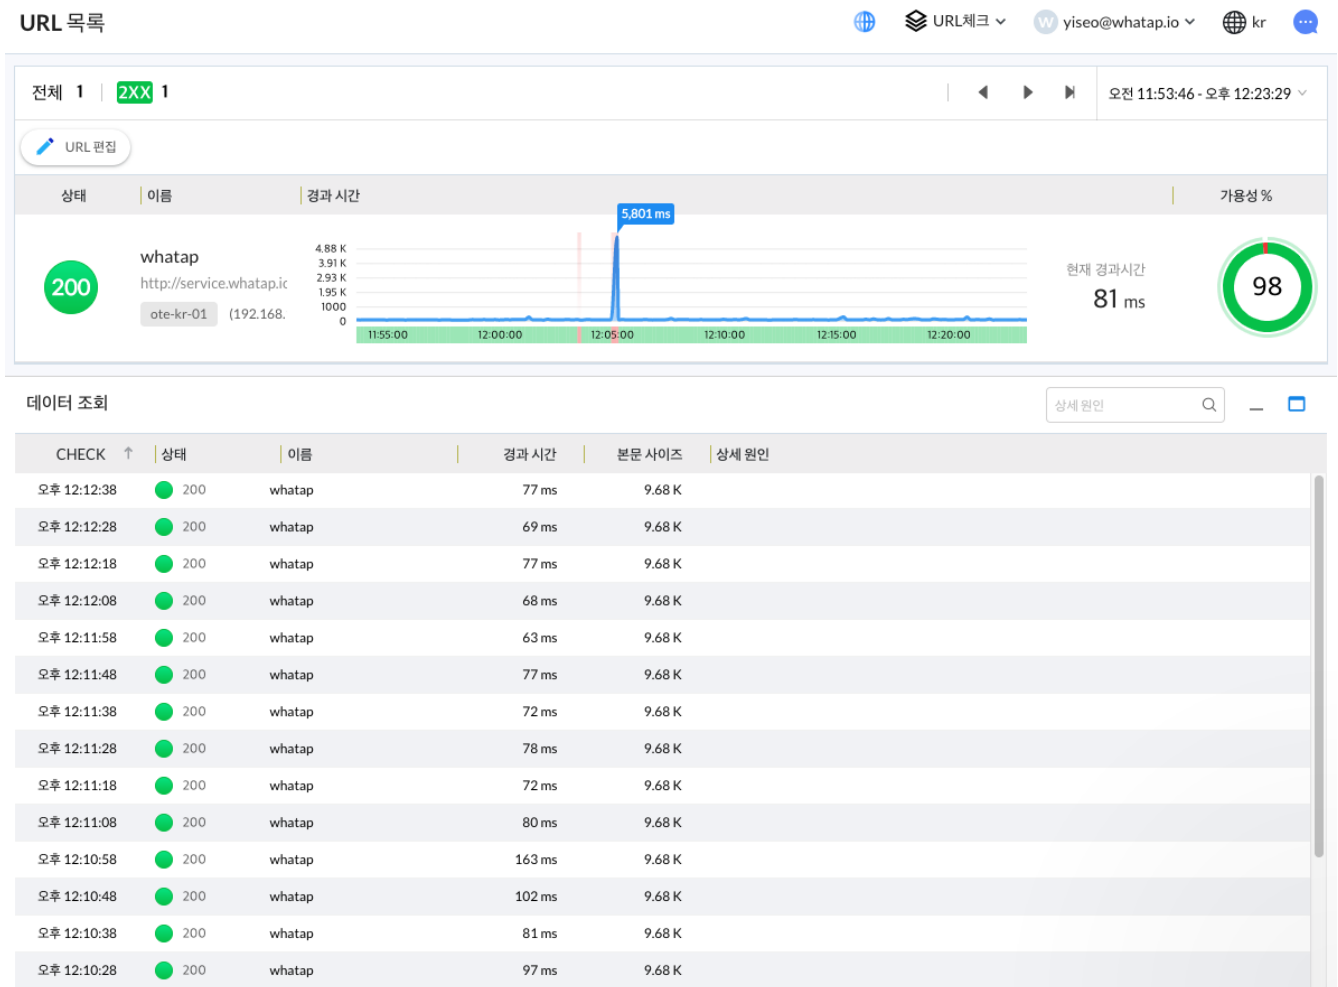 URL 목록
URL체크
W yiseo@whatap.io
kr
전체 1 2XX 1
오전 11:53:46 - 오후 12:23:29
URL 편집
상태 이름 경과 시간 가용성 %
5,801 ms
4.88 K
3.91 K
2.93 K
1.95 K
1000
0
11:55:00 12:00:00 12:05:00 12:10:00 12:15:00 12:20:00
200
whatap
http://service.whatap.io
ote-kr-01 (192.168.
현재 경과시간
81 ms
98
데이터 조회
상세 원인
CHECK ↑ 상태 이름 경과 시간 본문 사이즈 상세 원인
오후 12:12:38 200 whatap 77 ms 9.68 K
오후 12:12:28 200 whatap 69 ms 9.68 K
오후 12:12:18 200 whatap 77 ms 9.68 K
오후 12:12:08 200 whatap 68 ms 9.68 K
오후 12:11:58 200 whatap 63 ms 9.68 K
오후 12:11:48 200 whatap 77 ms 9.68 K
오후 12:11:38 200 whatap 72 ms 9.68 K
오후 12:11:28 200 whatap 78 ms 9.68 K
오후 12:11:18 200 whatap 72 ms 9.68 K
오후 12:11:08 200 whatap 80 ms 9.68 K
오후 12:10:58 200 whatap 163 ms 9.68 K
오후 12:10:48 200 whatap 102 ms 9.68 K
오후 12:10:38 200 whatap 81 ms 9.68 K
오후 12:10:28 200 whatap 97 ms 9.68 K